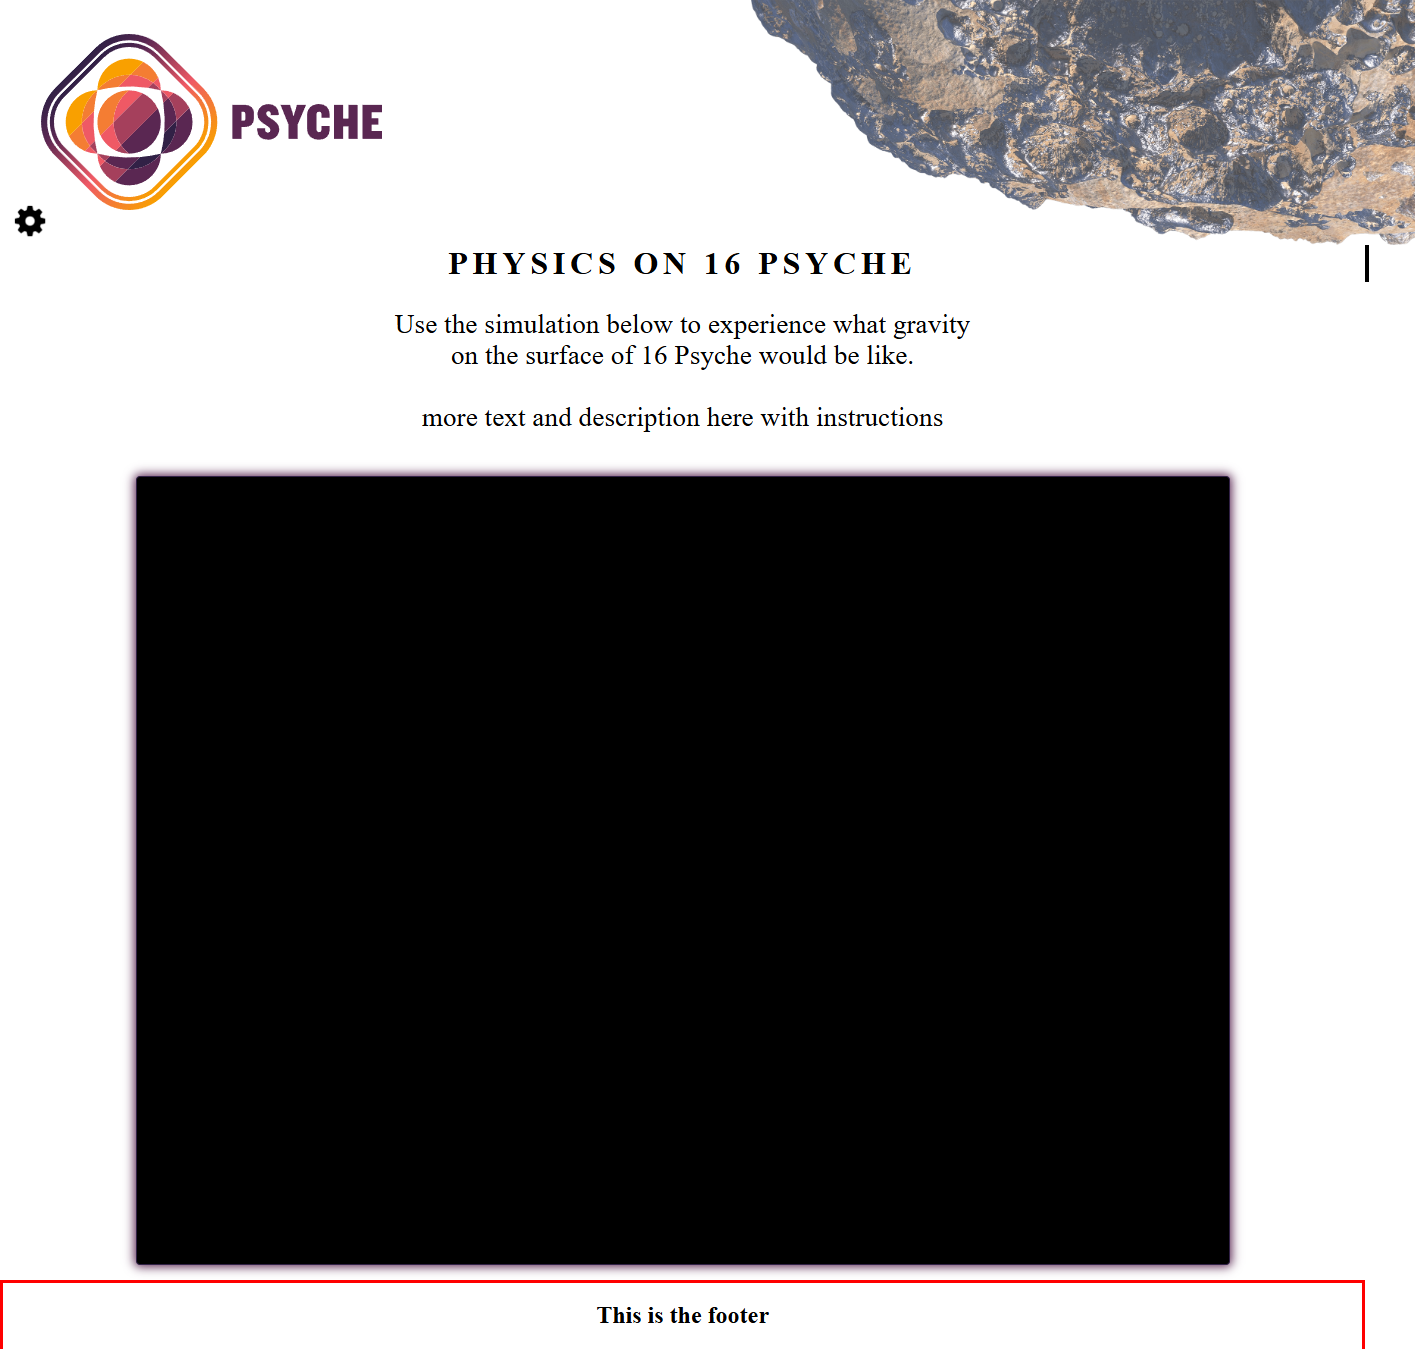 PSYCHE
PHYSICS ON 16 PSYCHE
Use the simulation below to experience what gravity
on the surface of 16 Psyche would be like.
more text and description here with instructions
This is the footer